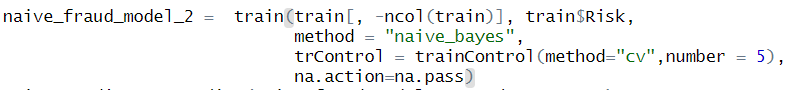 naive_fraud_model_2 =  train(train[, -ncol(train)], train$Risk,
method = "naive_bayes",
trControl = trainControl(method="cv",number = 5),
na.action=na.pass)